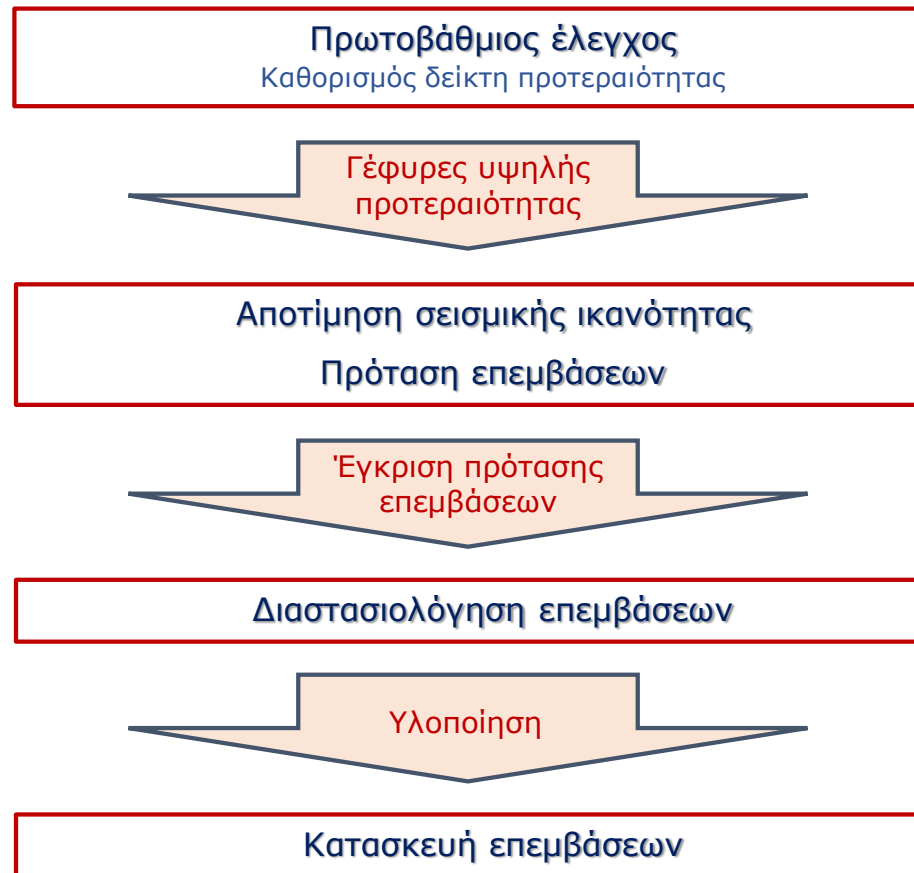 Πρωτοβάθμιος έλεγχος
Καθορισμός δείκτη προτεραιότητας
Γέφυρες υψηλής
προτεραιότητας
Αποτίμηση σεισμικής ικανότητας
Πρόταση επεμβάσεων
Έγκριση πρότασης
επεμβάσεων
Διαστασιολόγηση επεμβάσεων
Υλοποίηση
Κατασκευή επεμβάσεων